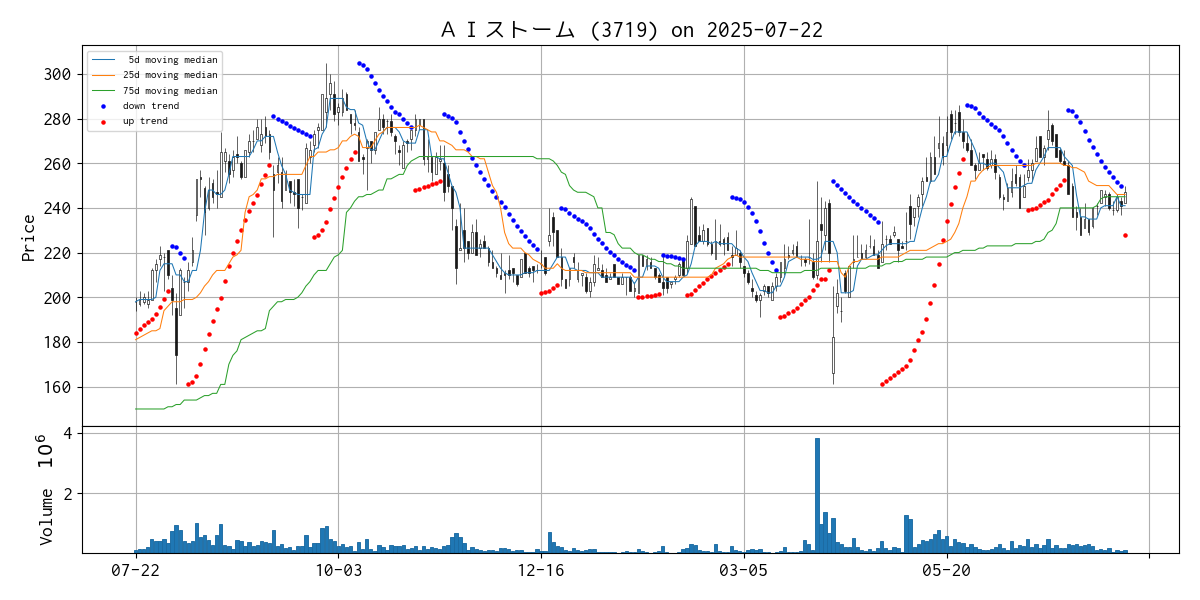 ＡＩストーム (3719) on 2025-07-22
5d moving median
25d moving median
75d moving median
down trend
up trend
Price
300
280
260
240
220
200
180
160
Volume 10^6
4
2
07-22 10-03 12-16 03-05 05-20